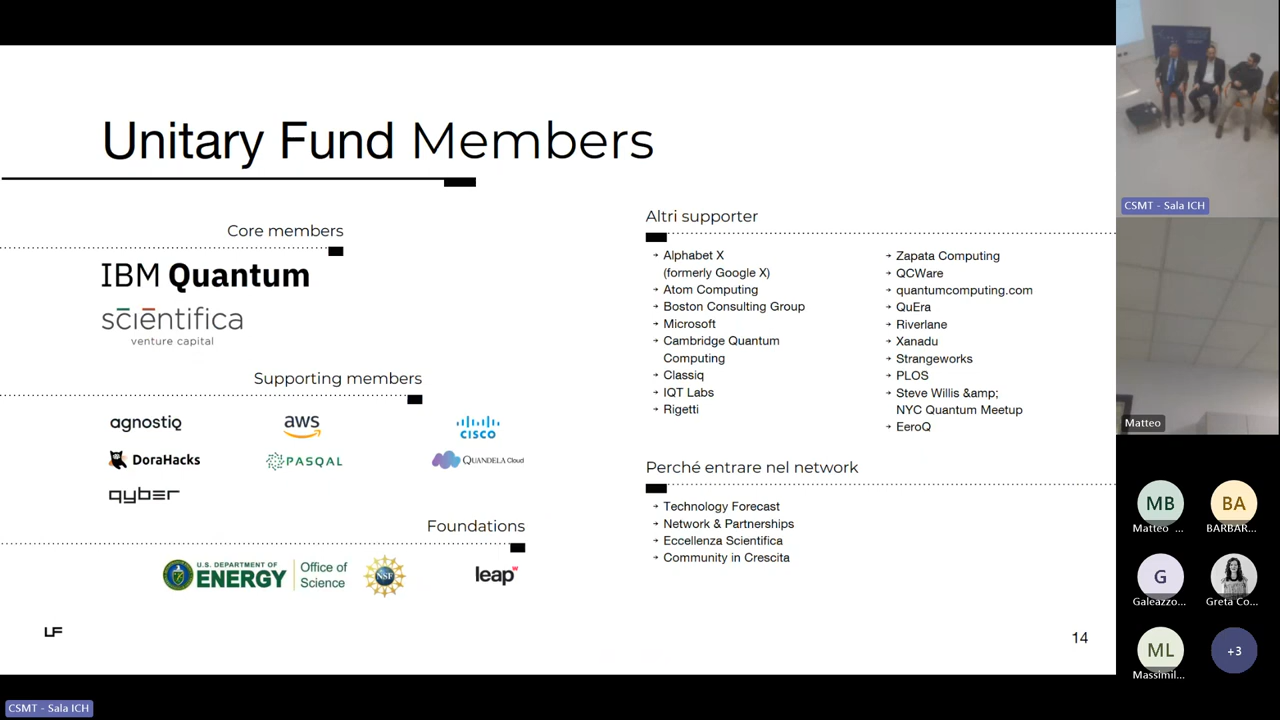 Unitary Fund Members
Core members
IBM Quantum
scientifica
venture capital
Supporting members
agnostiq
aws
CISCO
DoraHacks
PASQAL
QUANDELA Cloud
qyber
Foundations
U.S. DEPARTMENT OF
ENERGY
Office of
Science
NSF
leap w
UF
Altri supporter
→ Alphabet X
(formerly Google X)
→ Atom Computing
→ Boston Consulting Group
→ Microsoft
→ Cambridge Quantum
Computing
→ Classiq
→ IQT Labs
→ Rigetti
→ Zapata Computing
→ QCWare
→ quantumcomputing.com
→ QuEra
→ Riverlane
→ Xanadu
→ Strangeworks
→ PLOS
→ Steve Willis &amp;
NYC Quantum Meetup
→ EeroQ
Perché entrare nel network
→ Technology Forecast
→ Network & Partnerships
→ Eccellenza Scientifica
→ Community in Crescita
14
CSMT - Sala ICH
CSMT - Sala ICH
Matteo
MB
Matteo ...
BA
BARBAR...
G
Galeazzo...
Greta Co...
ML
Massimil...
+3